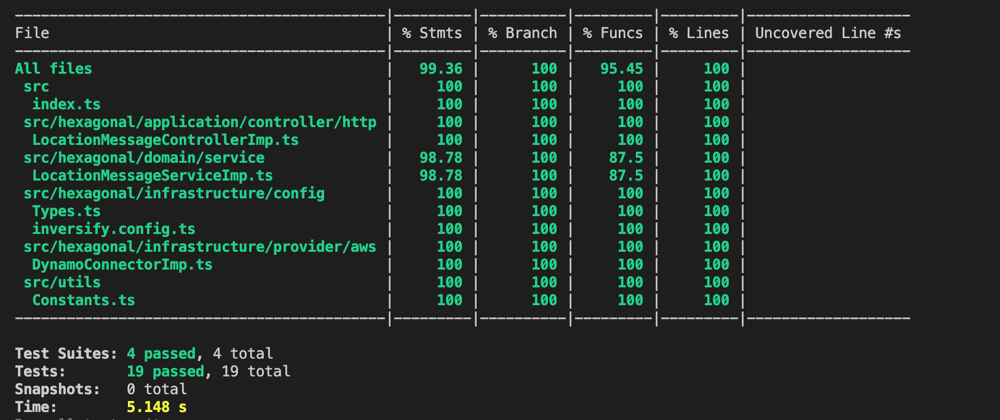 File | % Stmts | % Branch | % Funcs | % Lines | Uncovered Line #s
All files | 99.36 | 100 | 95.45 | 100 |
src | 100 | 100 | 100 | 100 |
index.ts | 100 | 100 | 100 | 100 |
src/hexagonal/application/controller/http | 100 | 100 | 100 | 100 |
LocationMessageControllerImp.ts | 100 | 100 | 100 | 100 |
src/hexagonal/domain/service | 98.78 | 100 | 87.5 | 100 |
LocationMessageServiceImp.ts | 98.78 | 100 | 87.5 | 100 |
src/hexagonal/infrastructure/config | 100 | 100 | 100 | 100 |
Types.ts | 100 | 100 | 100 | 100 |
inversify.config.ts | 100 | 100 | 100 | 100 |
src/hexagonal/infrastructure/provider/aws | 100 | 100 | 100 | 100 |
DynamoConnectorImp.ts | 100 | 100 | 100 | 100 |
src/utils | 100 | 100 | 100 | 100 |
Constants.ts | 100 | 100 | 100 | 100 |
Test Suites: 4 passed, 4 total
Tests: 19 passed, 19 total
Snapshots: 0 total
Time: 5.148 s